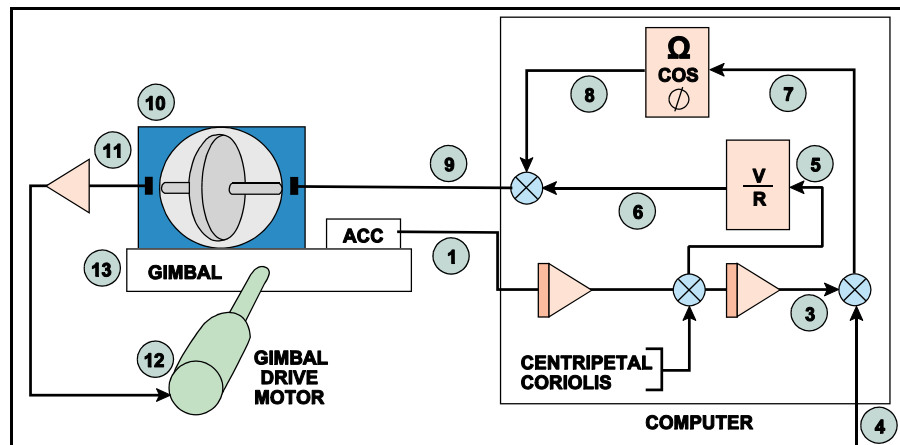 10
11
9
8
7
Ω
COS
ϕ
5
V
R
6
ACC
1
13
GIMBAL
3
12
GIMBAL
DRIVE
MOTOR
CENTRIPETAL
CORIOLIS
COMPUTER
4